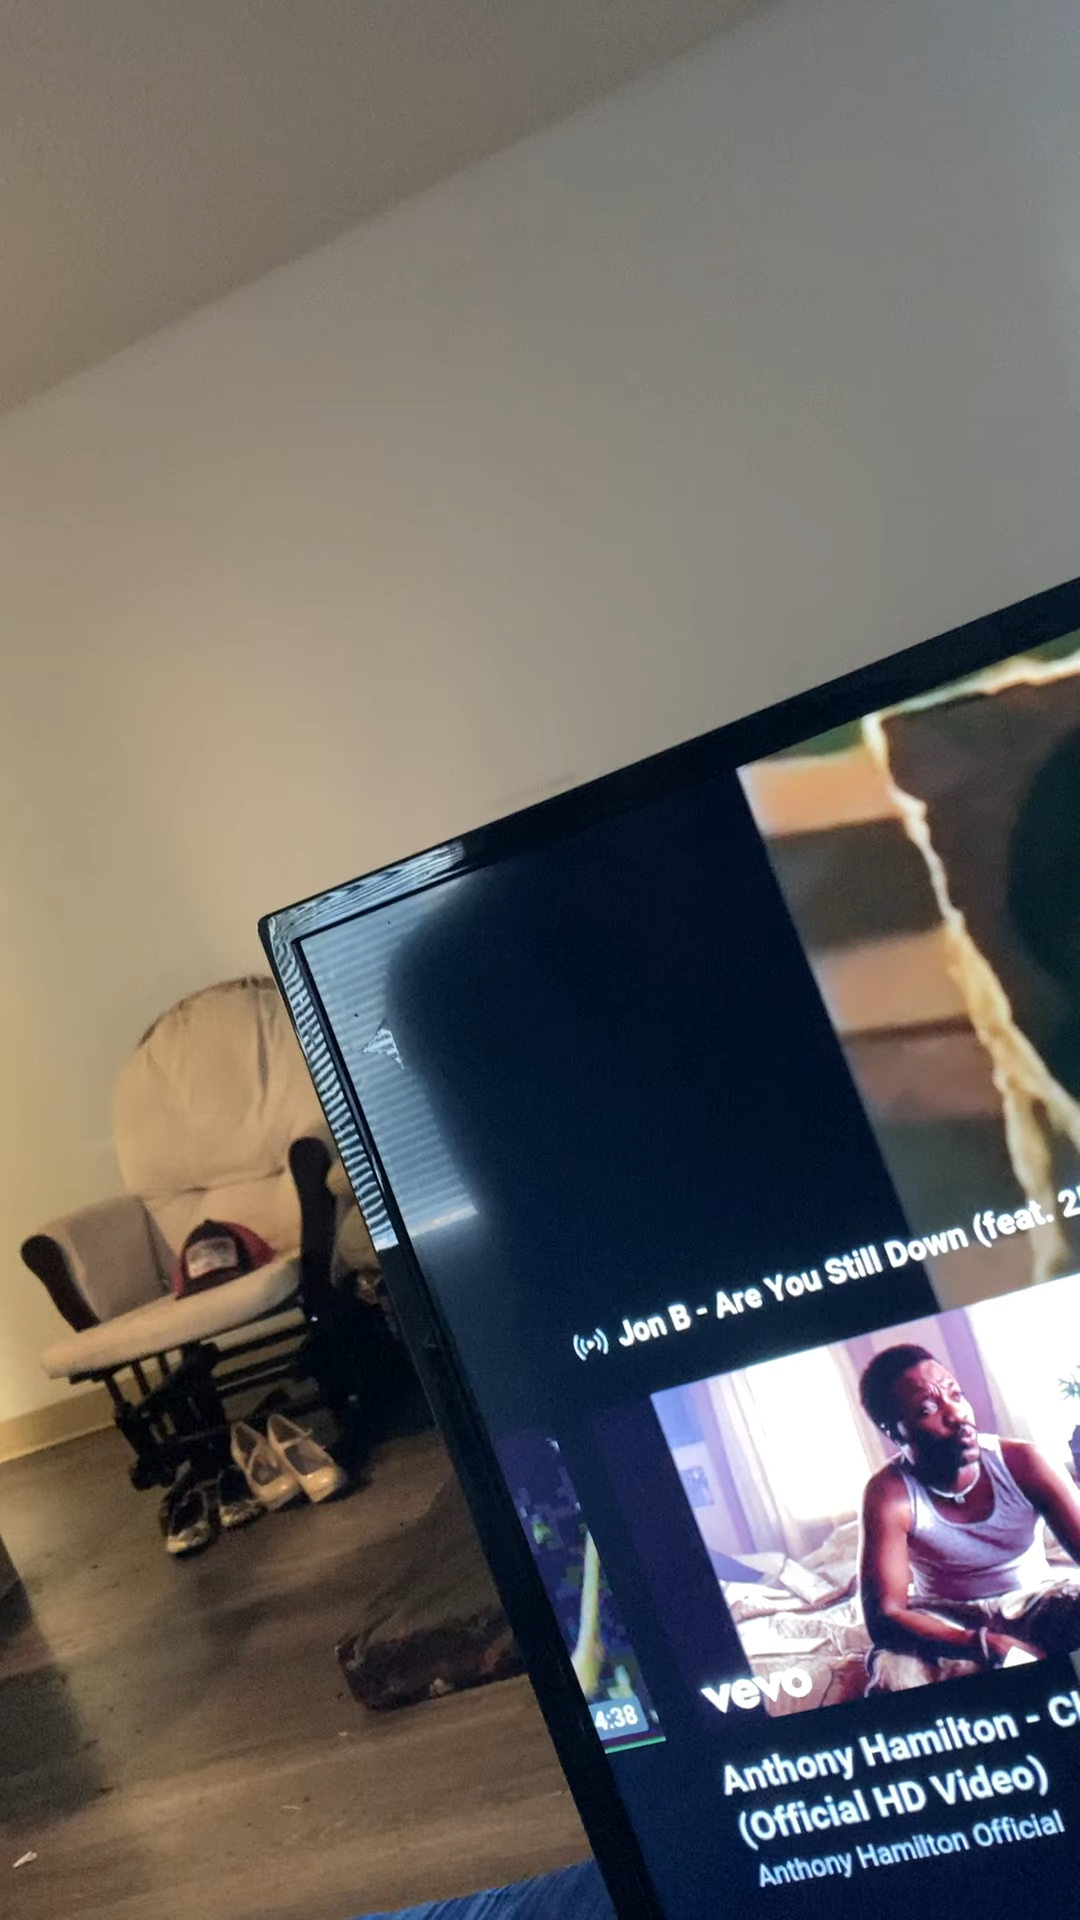 Jon B - Are You Still Down (feat.
4:38
vevo
Anthony Hamilton -
(Official HD Video)
Anthony Hamilton Official